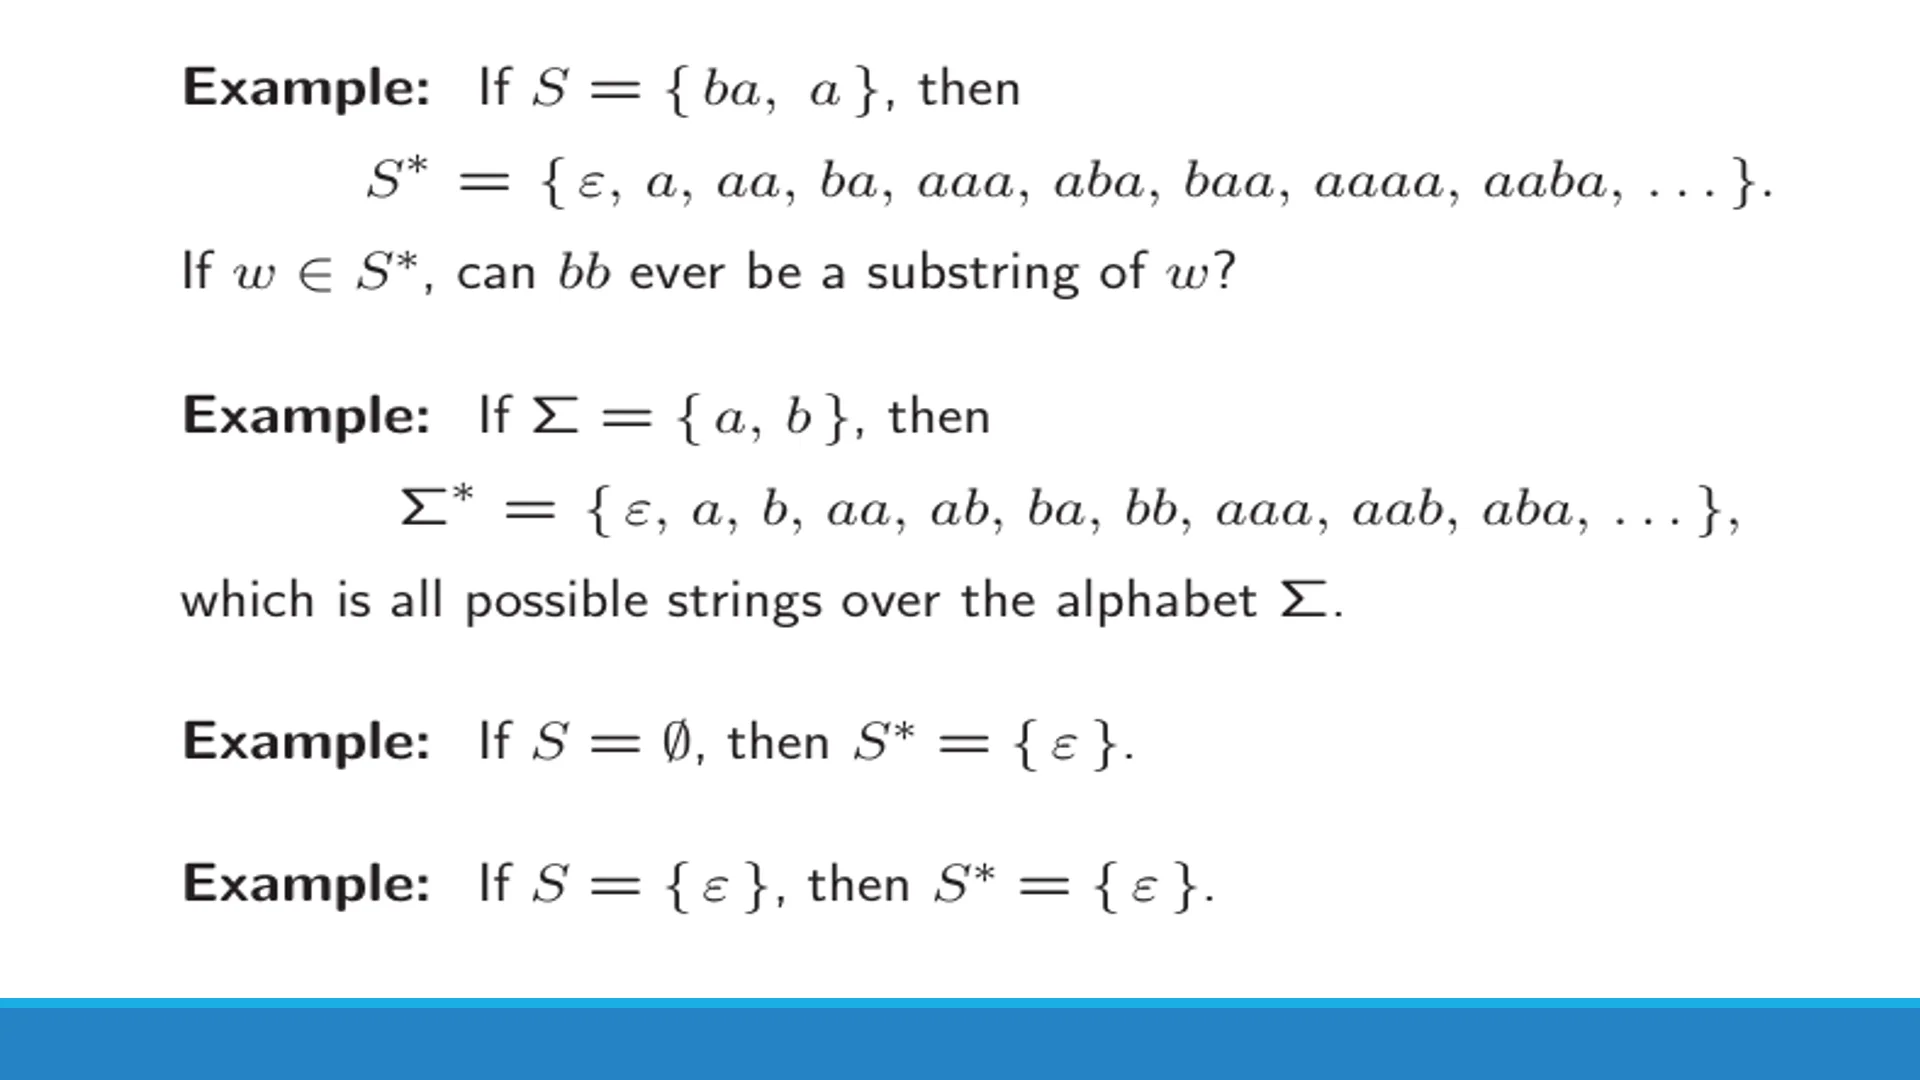 Example: If S = { ba, a }, then
S* = { ε, a, aa, ba, aaa, aba, baa, aaaa, aaba, . . . }.
If w ∈ S*, can bb ever be a substring of w?
Example: If Σ = { a, b }, then
Σ* = { ε, a, b, aa, ab, ba, bb, aaa, aab, aba, . . . },
which is all possible strings over the alphabet Σ.
Example: If S = ∅, then S* = { ε }.
Example: If S = { ε }, then S* = { ε }.